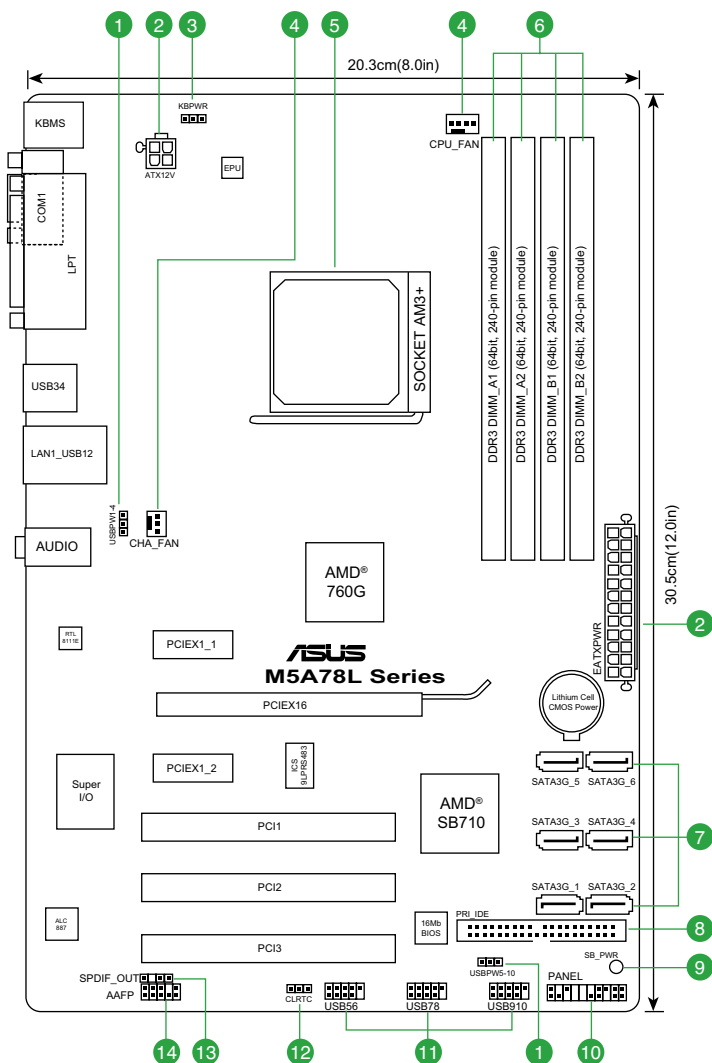 1 2 3 4 5 4 6
20.3cm(8.0in)
KBPWR
KBMS
ATX12V
EPU
CPU_FAN
COM1
LPT
SOCKET AM3+
DDR3 DIMM_A1 (64bit, 240-pin module)
DDR3 DIMM_A2 (64bit, 240-pin module)
DDR3 DIMM_B1 (64bit, 240-pin module)
DDR3 DIMM_B2 (64bit, 240-pin module)
30.5cm(12.0in)
USB34
LAN1_USB12
USBPW1-4
CHA_FAN
AUDIO
AMD®
760G
EATXPWR
2
RTL
8111E
PCIEX1_1
ASUS
M5A78L Series
PCIEX16
Lithium Cell
CMOS Power
Super
I/O
PCIEX1_2
ICS
9LPRS483
AMD®
SB710
SATA3G_5 SATA3G_6
PCI1
SATA3G_3 SATA3G_4
7
PCI2
SATA3G_1 SATA3G_2
ALC
887
16Mb
BIOS
PRI_IDE
8
PCI3
USBPW5-10
SB_PWR
9
SPDIF_OUT
AAFP
CLRTC
USB56
USB78
USB910
PANEL
14 13 12 11 1 10